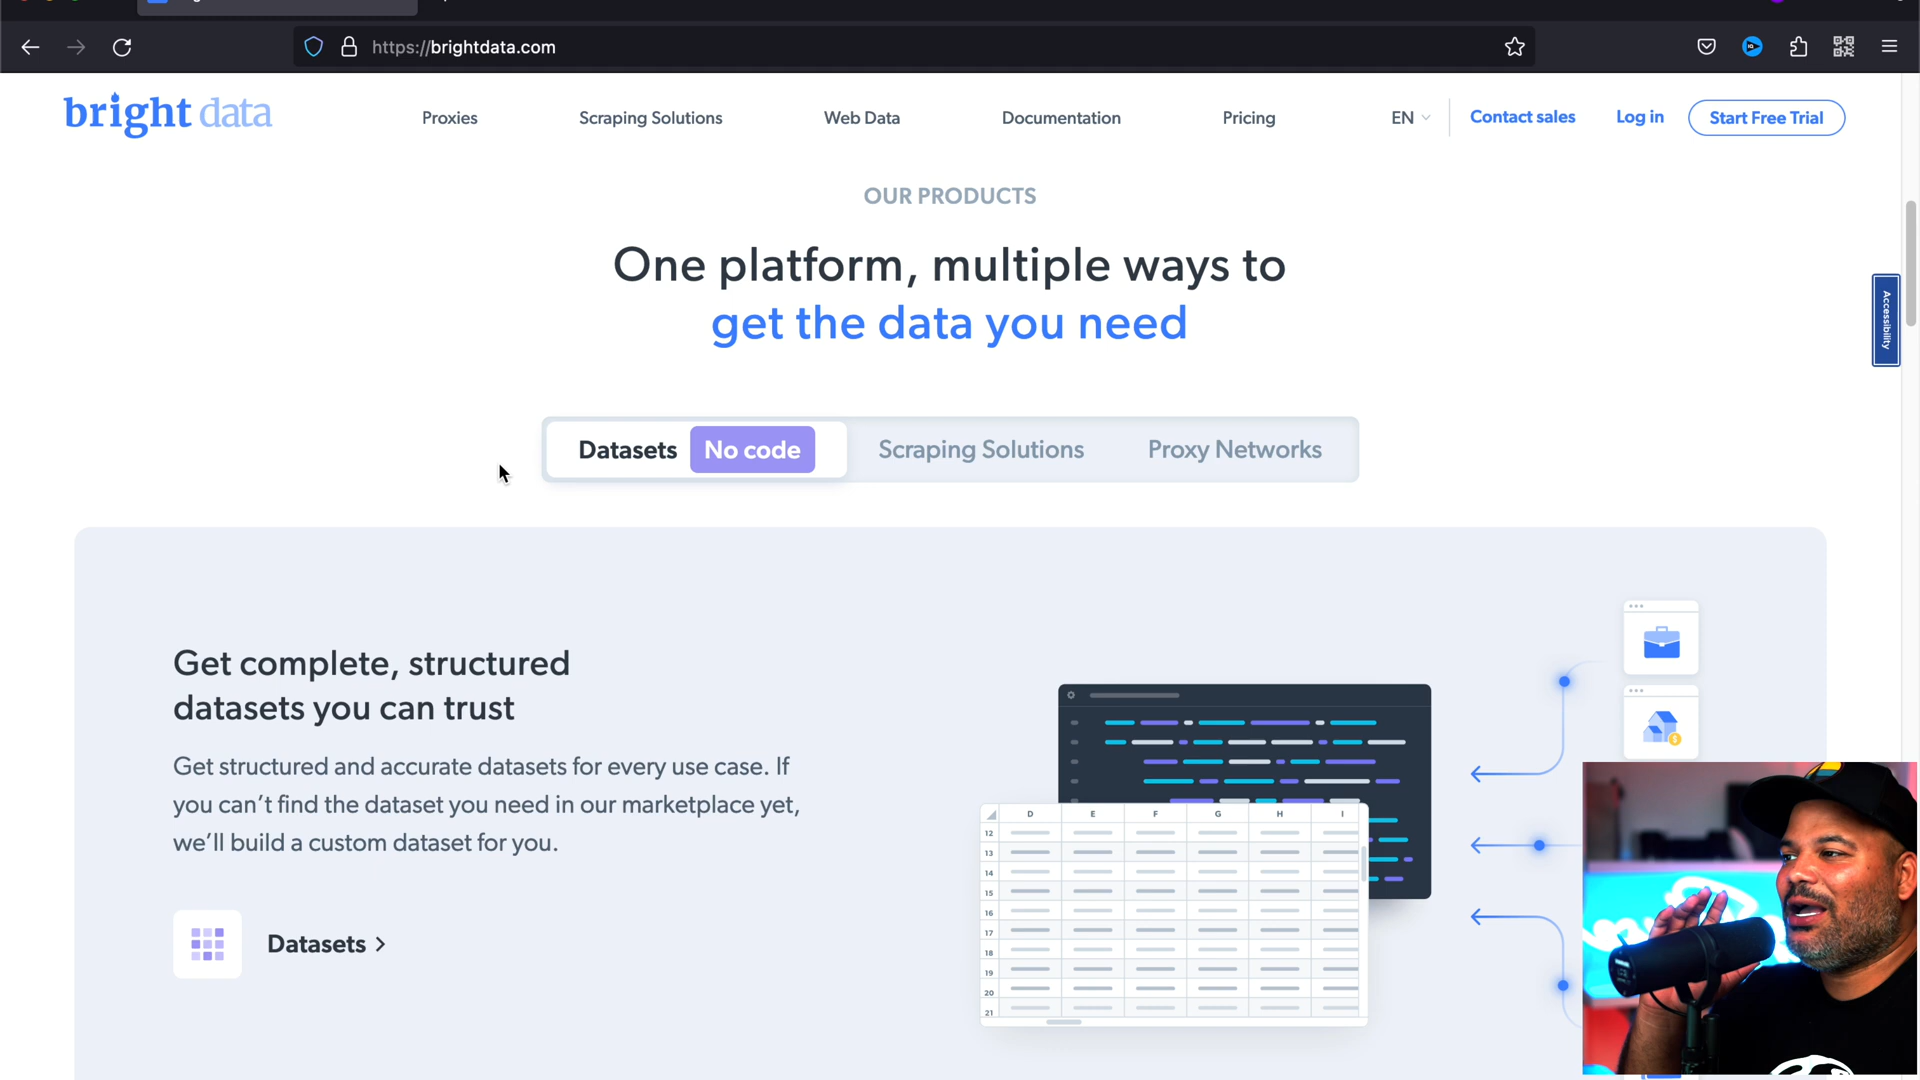 https://brightdata.com
bright data
Proxies
Scraping Solutions
Web Data
Documentation
Pricing
EN
Contact sales
Log in
Start Free Trial
OUR PRODUCTS
One platform, multiple ways to
get the data you need
Accessibility
Datasets No code
Scraping Solutions
Proxy Networks
Get complete, structured
datasets you can trust
Get structured and accurate datasets for every use case. If
you can't find the dataset you need in our marketplace yet,
we'll build a custom dataset for you.
Datasets >
D E F G H I
12
13
14
15
16
17
18
19
20
21